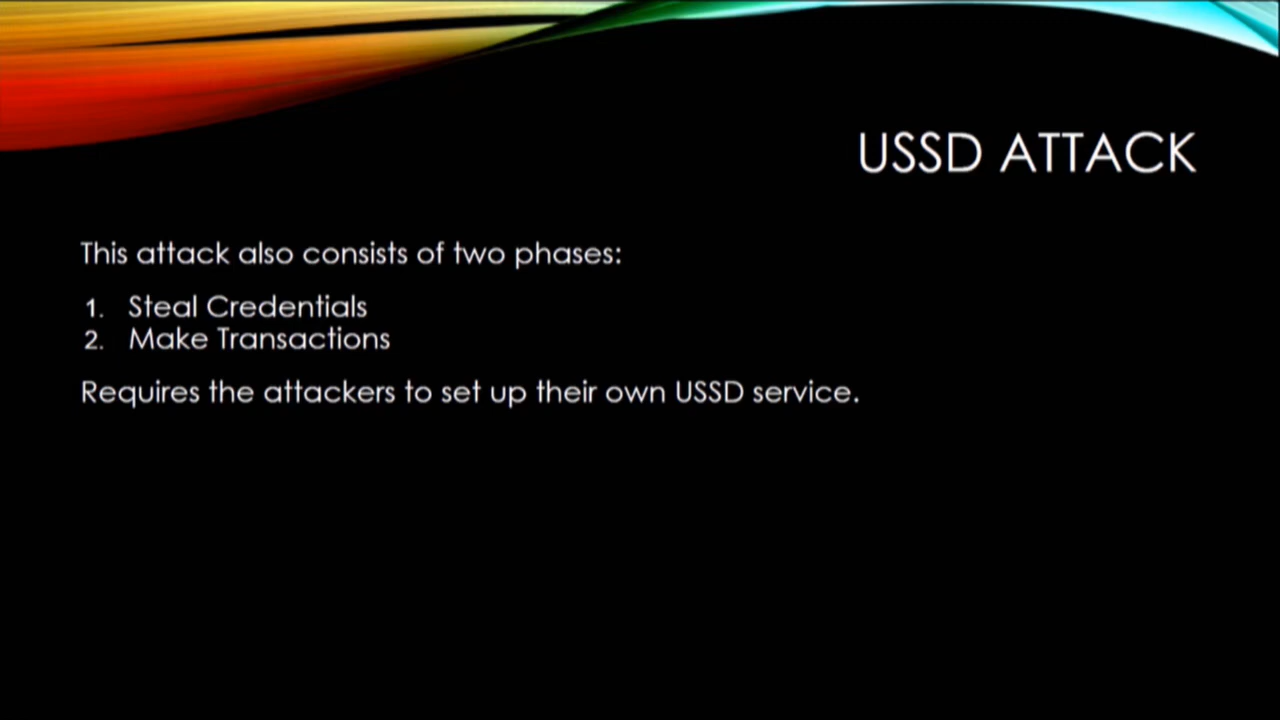 USSD ATTACK
This attack also consists of two phases:
1. Steal Credentials
2. Make Transactions
Requires the attackers to set up their own USSD service.